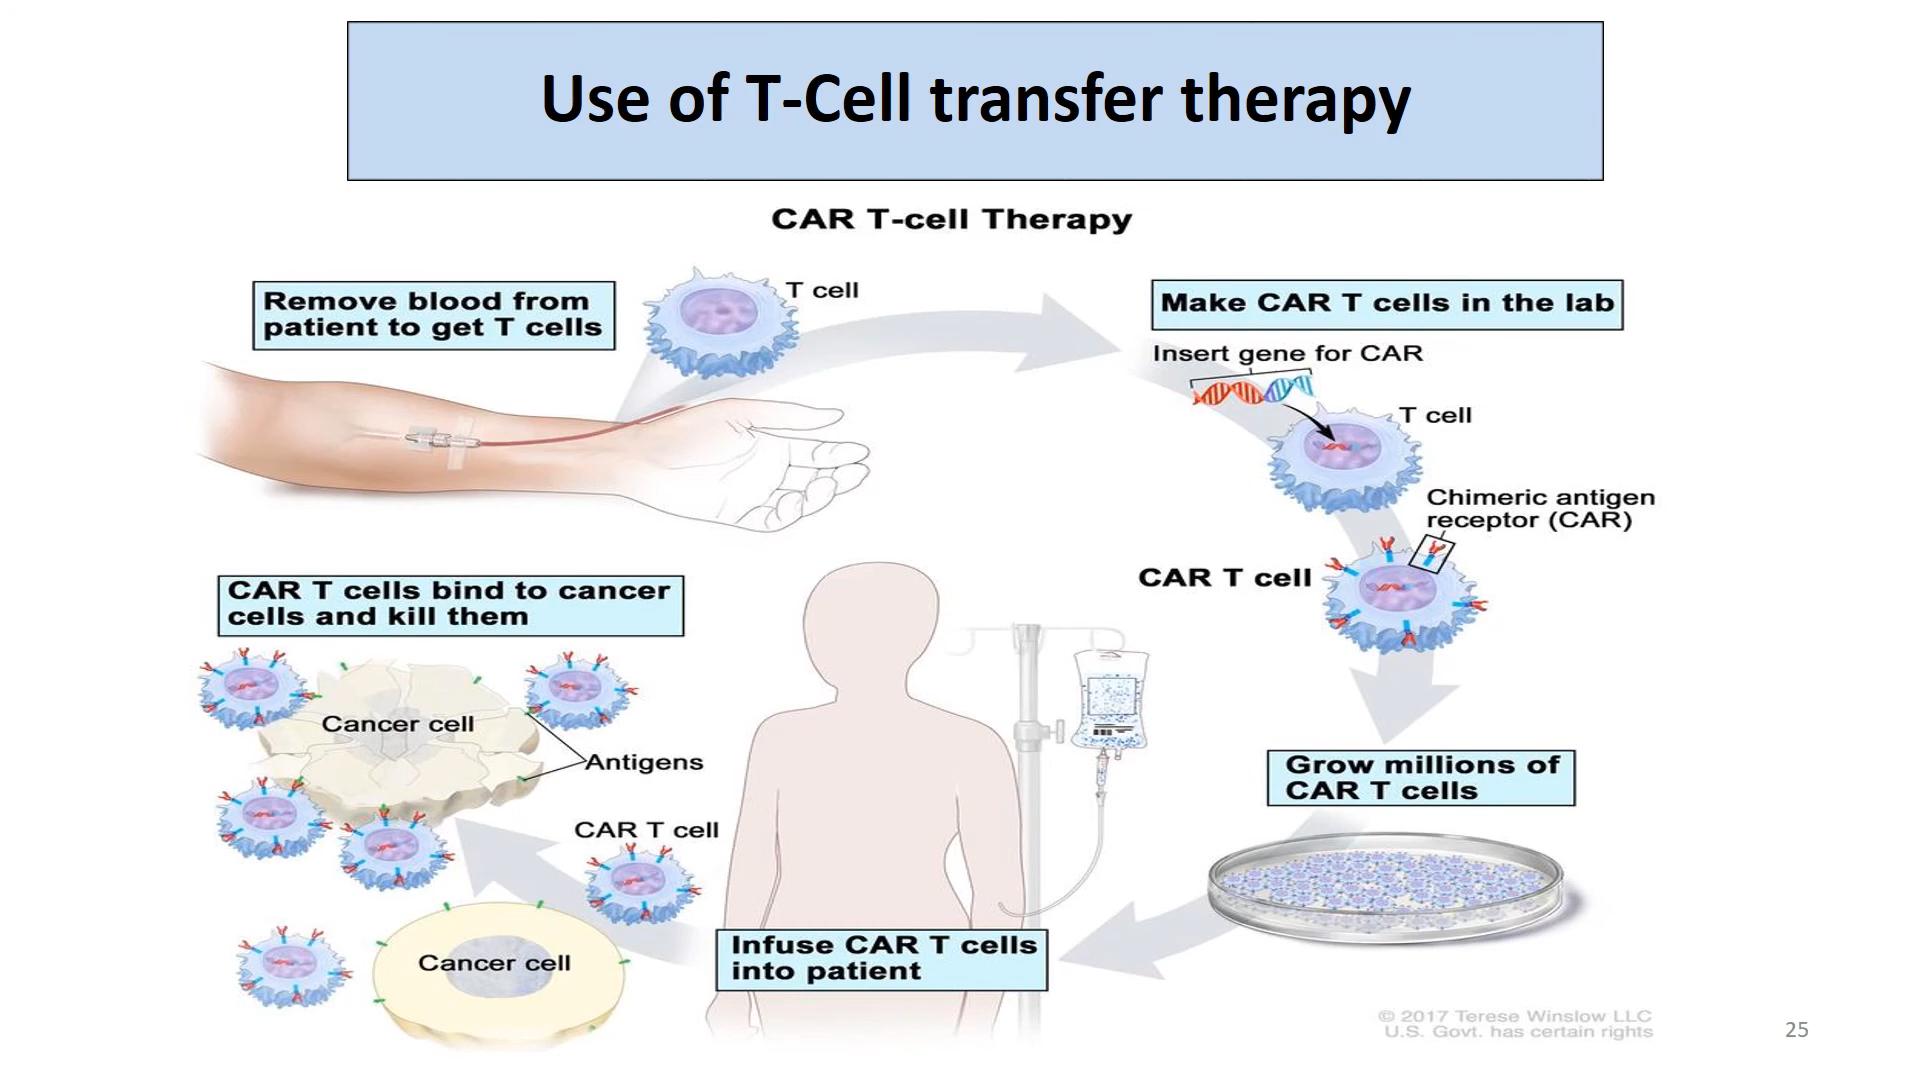 Use of T-Cell transfer therapy
CAR T-cell Therapy
Remove blood from
patient to get T cells
T cell
Make CAR T cells in the lab
Insert gene for CAR
T cell
Chimeric antigen
receptor (CAR)
CAR T cell
Grow millions of
CAR T cells
Infuse CAR T cells
into patient
CAR T cells bind to cancer
cells and kill them
Cancer cell
Antigens
CAR T cell
Cancer cell
© 2017 Terese Winslow LLC
U.S. Govt. has certain rights
25